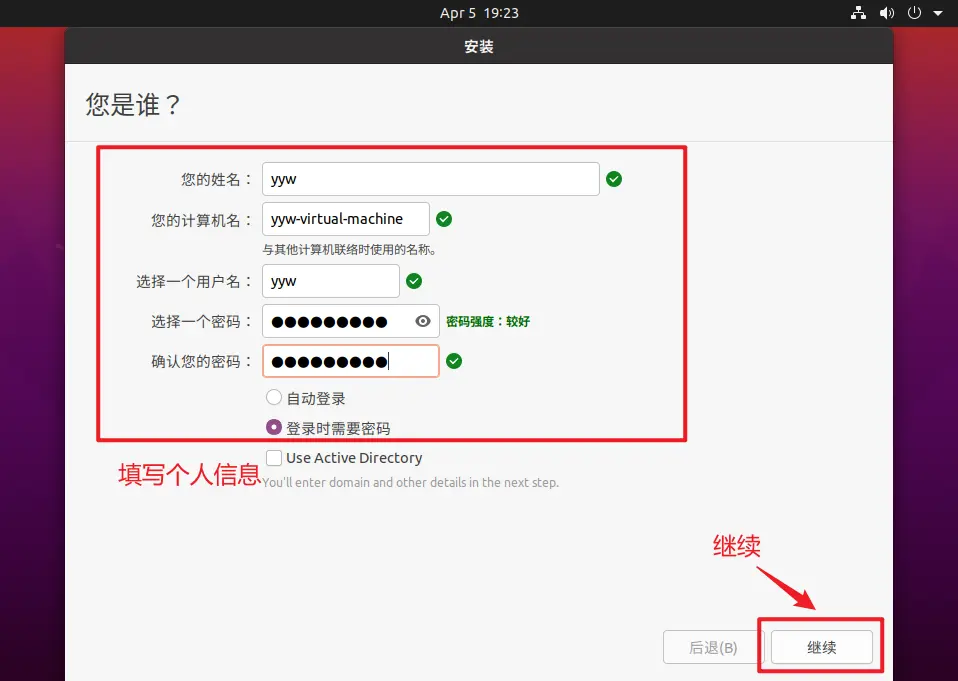 Apr 5 19:23
安装
您是谁？
您的姓名： yyw
您的计算机名： yyw-virtual-machine
与其他计算机联络时使用的名称。
选择一个用户名： yyw
选择一个密码： ●●●●●●●●● 密码强度：较好
确认您的密码： ●●●●●●●●●
自动登录
登录时需要密码
Use Active Directory
填写个人信息
You'll enter domain and other details in the next step.
继续
后退(B) 继续